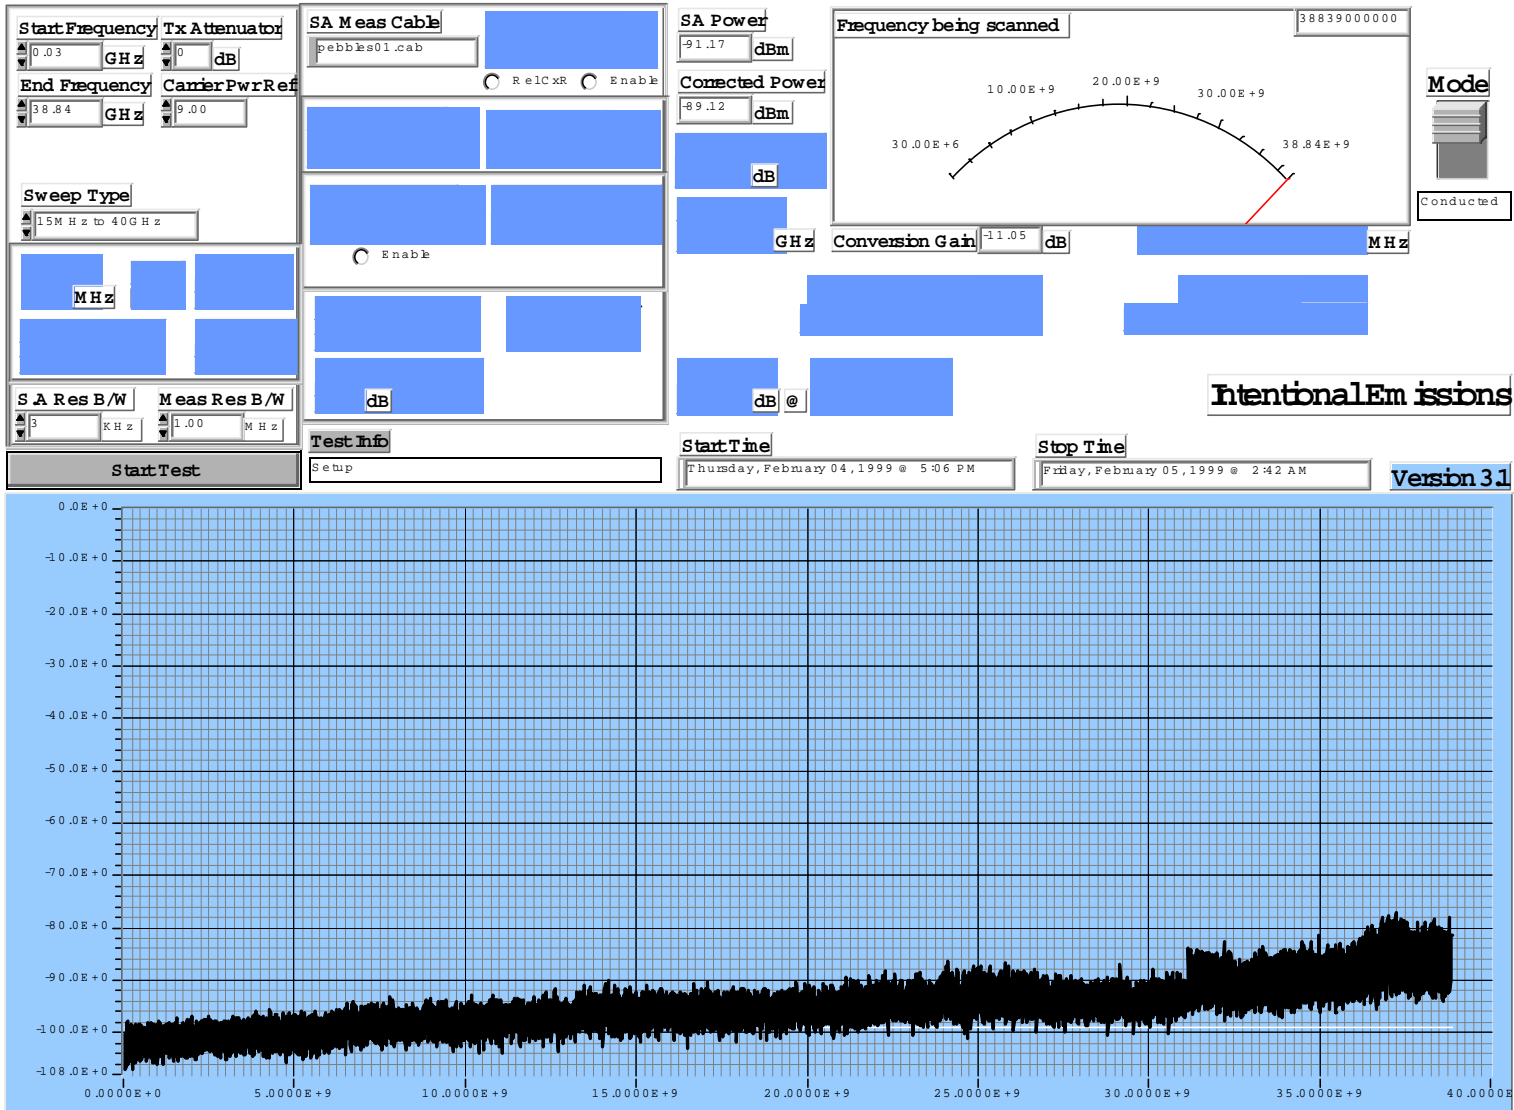 Start Frequency
0.03
GHz
Tx Attenuator
0
dB
End Frequency
38.84
GHz
CarrierPwrRef
9.00
Sweep Type
15MHz to 40GHz
MHz
S.A Res B/W
3
KHz
Meas Res B/W
1.00
MHz
Start Test
SA Meas Cable
pebbles01.cab
RelCxR
Enable
Enable
dB
Test Info
Setup
SA Power
-91.17
dBm
Corrected Power
-89.12
dBm
dB
GHz
dB @
Frequency being scanned
38839000000
30.00E+6
10.00E+9
20.00E+9
30.00E+9
38.84E+9
Conversion Gain
-11.05
dB
MHz
Mode
Conducted
Intentional Emissions
Start Time
Thursday, February 04, 1999 @ 5:06 PM
Stop Time
Friday, February 05, 1999 @ 2:42 AM
Version 3.1
0.0E+0
-10.0E+0
-20.0E+0
-30.0E+0
-40.0E+0
-50.0E+0
-60.0E+0
-70.0E+0
-80.0E+0
-90.0E+0
-100.0E+0
-108.0E+0
0.0000E+0
5.0000E+9
10.0000E+9
15.0000E+9
20.0000E+9
25.0000E+9
30.0000E+9
35.0000E+9
40.0000E